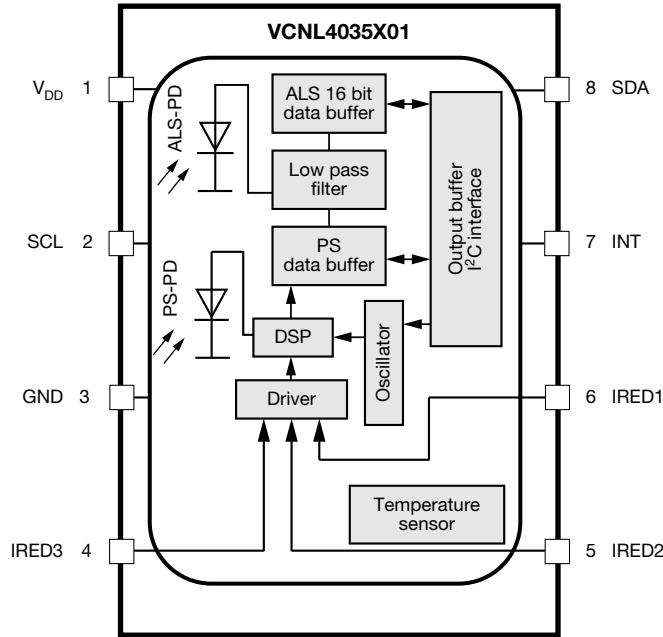 VCNL4035X01
V_DD 1
8 SDA
ALS-PD
ALS 16 bit
data buffer
Low pass
filter
Output buffer
I²C interface
SCL 2
7 INT
PS-PD
PS
data buffer
DSP
Oscillator
GND 3
Driver
6 IRED1
Temperature
sensor
IRED3 4
5 IRED2